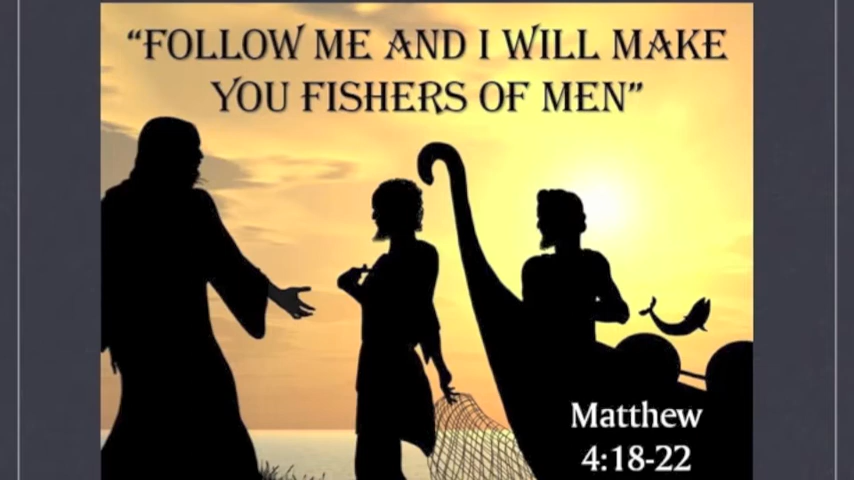 “FOLLOW ME AND I WILL MAKE
YOU FISHERS OF MEN”
Matthew
4:18-22